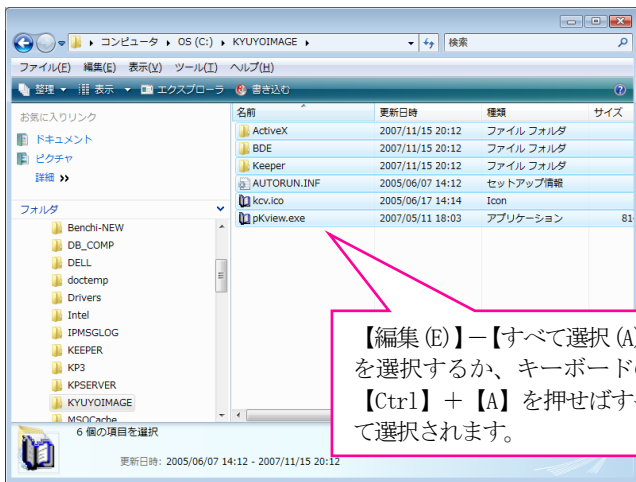 コンピュータ ▸ OS (C:) ▸ KYUYOIMAGE ▸
検索
ファイル(F) 編集(E) 表示(V) ツール(T) ヘルプ(H)
整理 表示 エクスプローラ 書き込む
お気に入りリンク
ドキュメント
ピクチャ
詳細 >>
フォルダ
Benchi-NEW
DB_COMP
DELL
doctemp
Drivers
Intel
IPMSGLOG
KEEPER
KP3
KPSERVER
KYUYOIMAGE
MSOCache
名前 更新日時 種類 サイズ
ActiveX 2007/11/15 20:12 ファイル フォルダ
BDE 2007/11/15 20:12 ファイル フォルダ
Keeper 2007/11/15 20:12 ファイル フォルダ
AUTORUN.INF 2005/06/07 14:12 セットアップ情報
kcv.ico 2005/06/17 14:14 Icon
pKview.exe 2007/05/11 18:03 アプリケーション 81
【編集(E)】－【すべて選択(A)
を選択するか、キーボードの
【Ctrl】＋【A】を押せばすべ
て選択されます。
6 個の項目を選択
更新日時: 2005/06/07 14:12 - 2007/11/15 20:12